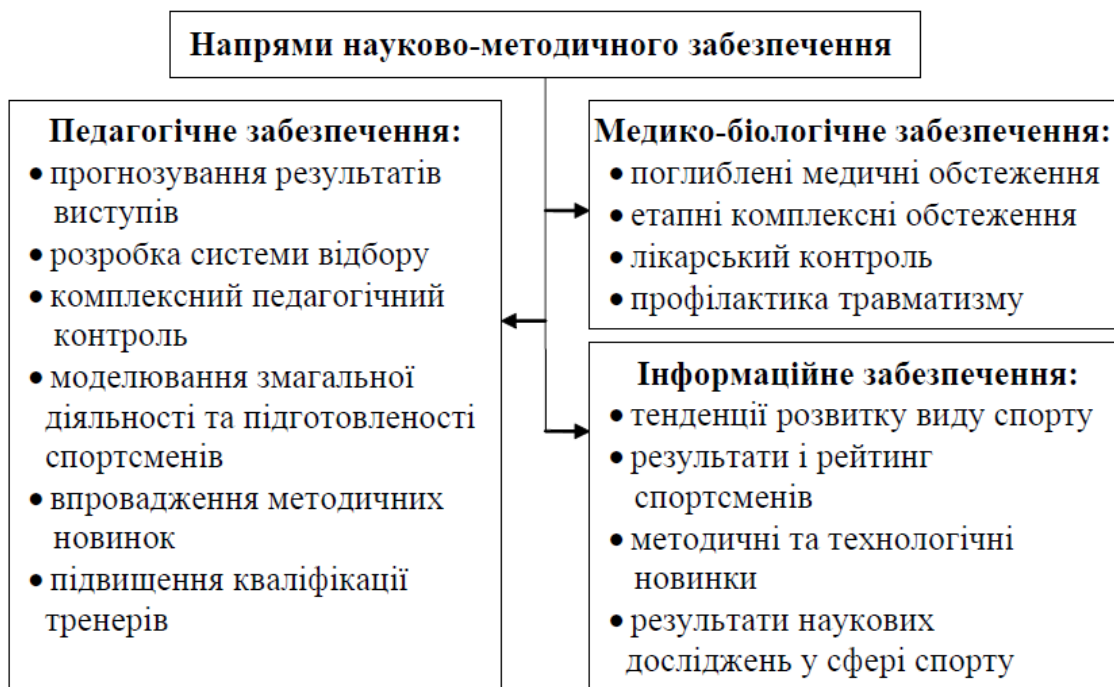 Напрями науково-методичного забезпечення
Педагогічне забезпечення:
• прогнозування результатів
виступів
• розробка системи відбору
• комплексний педагогічний
контроль
• моделювання змагальної
діяльності та підготовленості
спортсменів
• впровадження методичних
новинок
• підвищення кваліфікації
тренерів
Медико-біологічне забезпечення:
• поглиблені медичні обстеження
• етапні комплексні обстеження
• лікарський контроль
• профілактика травматизму
Інформаційне забезпечення:
• тенденції розвитку виду спорту
• результати і рейтинг
спортсменів
• методичні та технологічні
новинки
• результати наукових
досліджень у сфері спорту